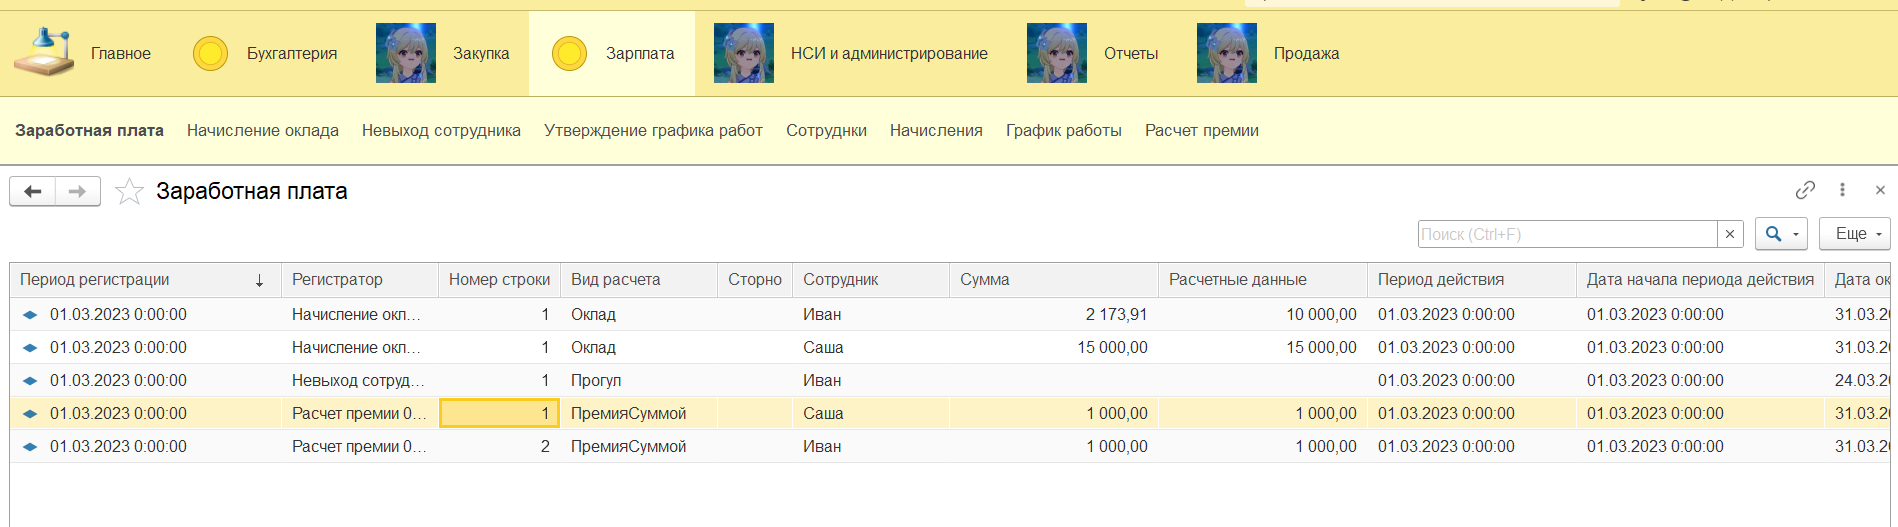 Главное Бухгалтерия Закупка Зарплата НСИ и администрирование Отчеты Продажа
Заработная плата Начисление оклада Невыход сотрудника Утверждение графика работ Сотруднки Начисления График работы Расчет премии
Заработная плата
Поиск (Ctrl+F) Еще
Период регистрации Регистратор Номер строки Вид расчета Сторно Сотрудник Сумма Расчетные данные Период действия Дата начала периода действия Дата ок
01.03.2023 0:00:00 Начисление окл... 1 Оклад Иван 2 173,91 10 000,00 01.03.2023 0:00:00 01.03.2023 0:00:00 31.03.20
01.03.2023 0:00:00 Начисление окл... 1 Оклад Саша 15 000,00 15 000,00 01.03.2023 0:00:00 01.03.2023 0:00:00 31.03.20
01.03.2023 0:00:00 Невыход сотруд... 1 Прогул Иван 01.03.2023 0:00:00 01.03.2023 0:00:00 24.03.20
01.03.2023 0:00:00 Расчет премии 0... 1 ПремияСуммой Саша 1 000,00 1 000,00 01.03.2023 0:00:00 01.03.2023 0:00:00 31.03.20
01.03.2023 0:00:00 Расчет премии 0... 2 ПремияСуммой Иван 1 000,00 1 000,00 01.03.2023 0:00:00 01.03.2023 0:00:00 31.03.20